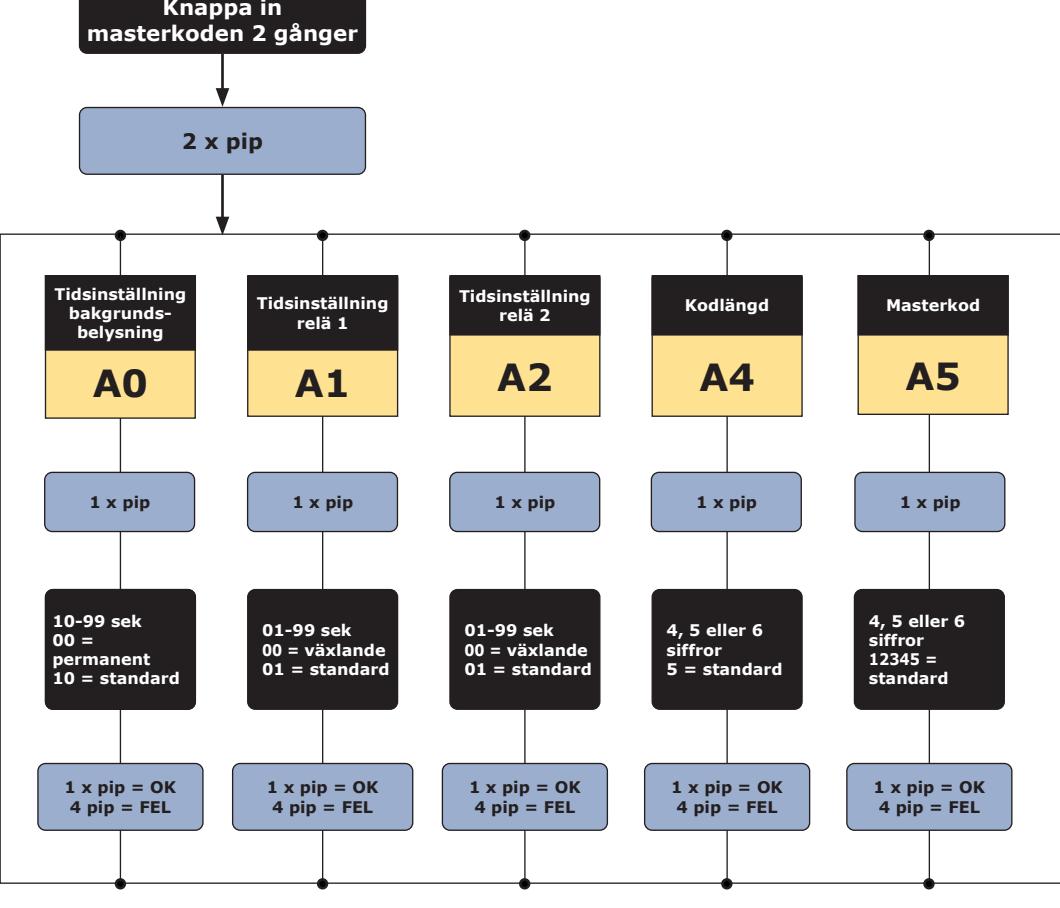 Knappa in
masterkoden 2 gånger
2 x pip
Tidsinställning
bakgrunds-
belysning
A0
Tidsinställning
relä 1
A1
Tidsinställning
relä 2
A2
Kodlängd
A4
Masterkod
A5
1 x pip
1 x pip
1 x pip
1 x pip
1 x pip
10-99 sek
00 =
permanent
10 = standard
01-99 sek
00 = växlande
01 = standard
01-99 sek
00 = växlande
01 = standard
4, 5 eller 6
siffror
5 = standard
4, 5 eller 6
siffror
12345 =
standard
1 x pip = OK
4 pip = FEL
1 x pip = OK
4 pip = FEL
1 x pip = OK
4 pip = FEL
1 x pip = OK
4 pip = FEL
1 x pip = OK
4 pip = FEL